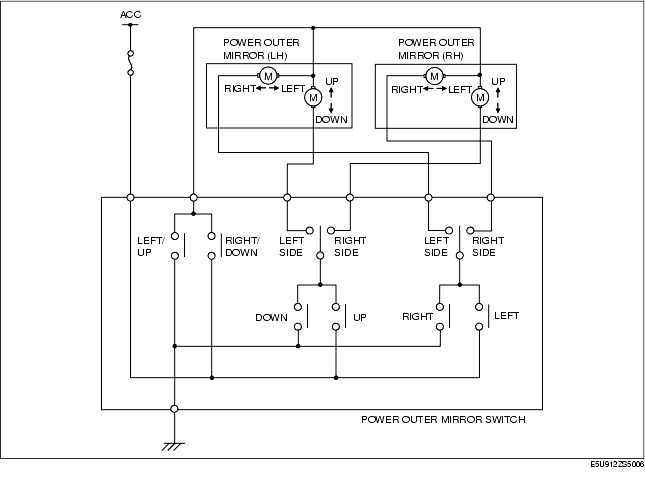 ACC
POWER OUTER
MIRROR (LH)
POWER OUTER
MIRROR (RH)
M
RIGHT
LEFT
UP
M
DOWN
M
RIGHT
LEFT
UP
M
DOWN
LEFT/
UP
RIGHT/
DOWN
LEFT
SIDE
RIGHT
SIDE
LEFT
SIDE
RIGHT
SIDE
DOWN
UP
RIGHT
LEFT
POWER OUTER MIRROR SWITCH
E5U912ZS5006